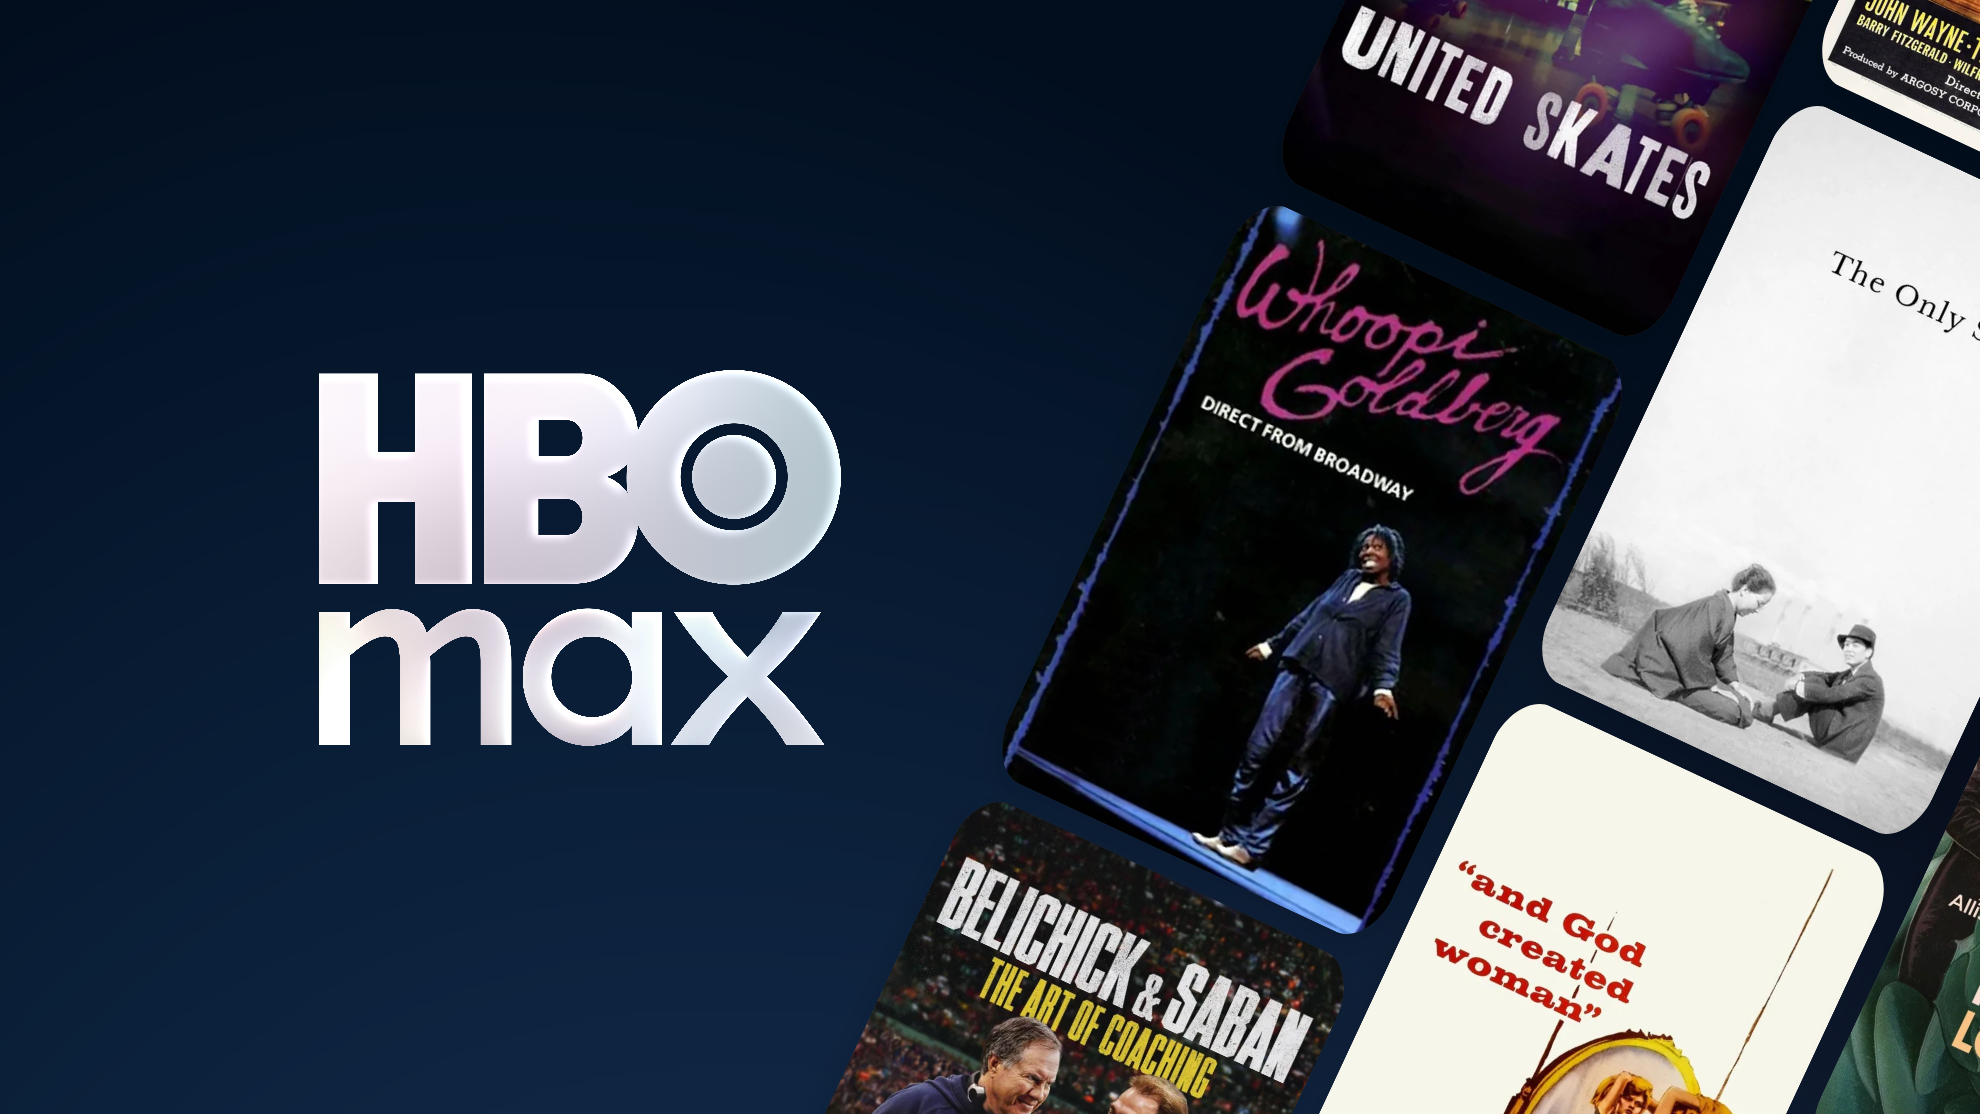 HBO
max
UNITED SKATES
JOHN WAYNE ·
BARRY FITZGERALD ·
Produced by ARGOSY
The Only
Whoopi
Goldberg
DIRECT FROM BROADWAY
"and God
created
woman"
BELICHICK & SABAN
THE ART OF COACHING